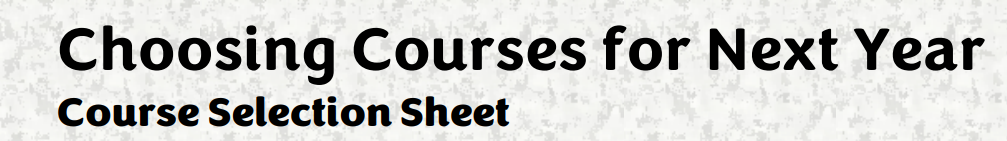 Choosing Courses for Next Year
Course Selection Sheet